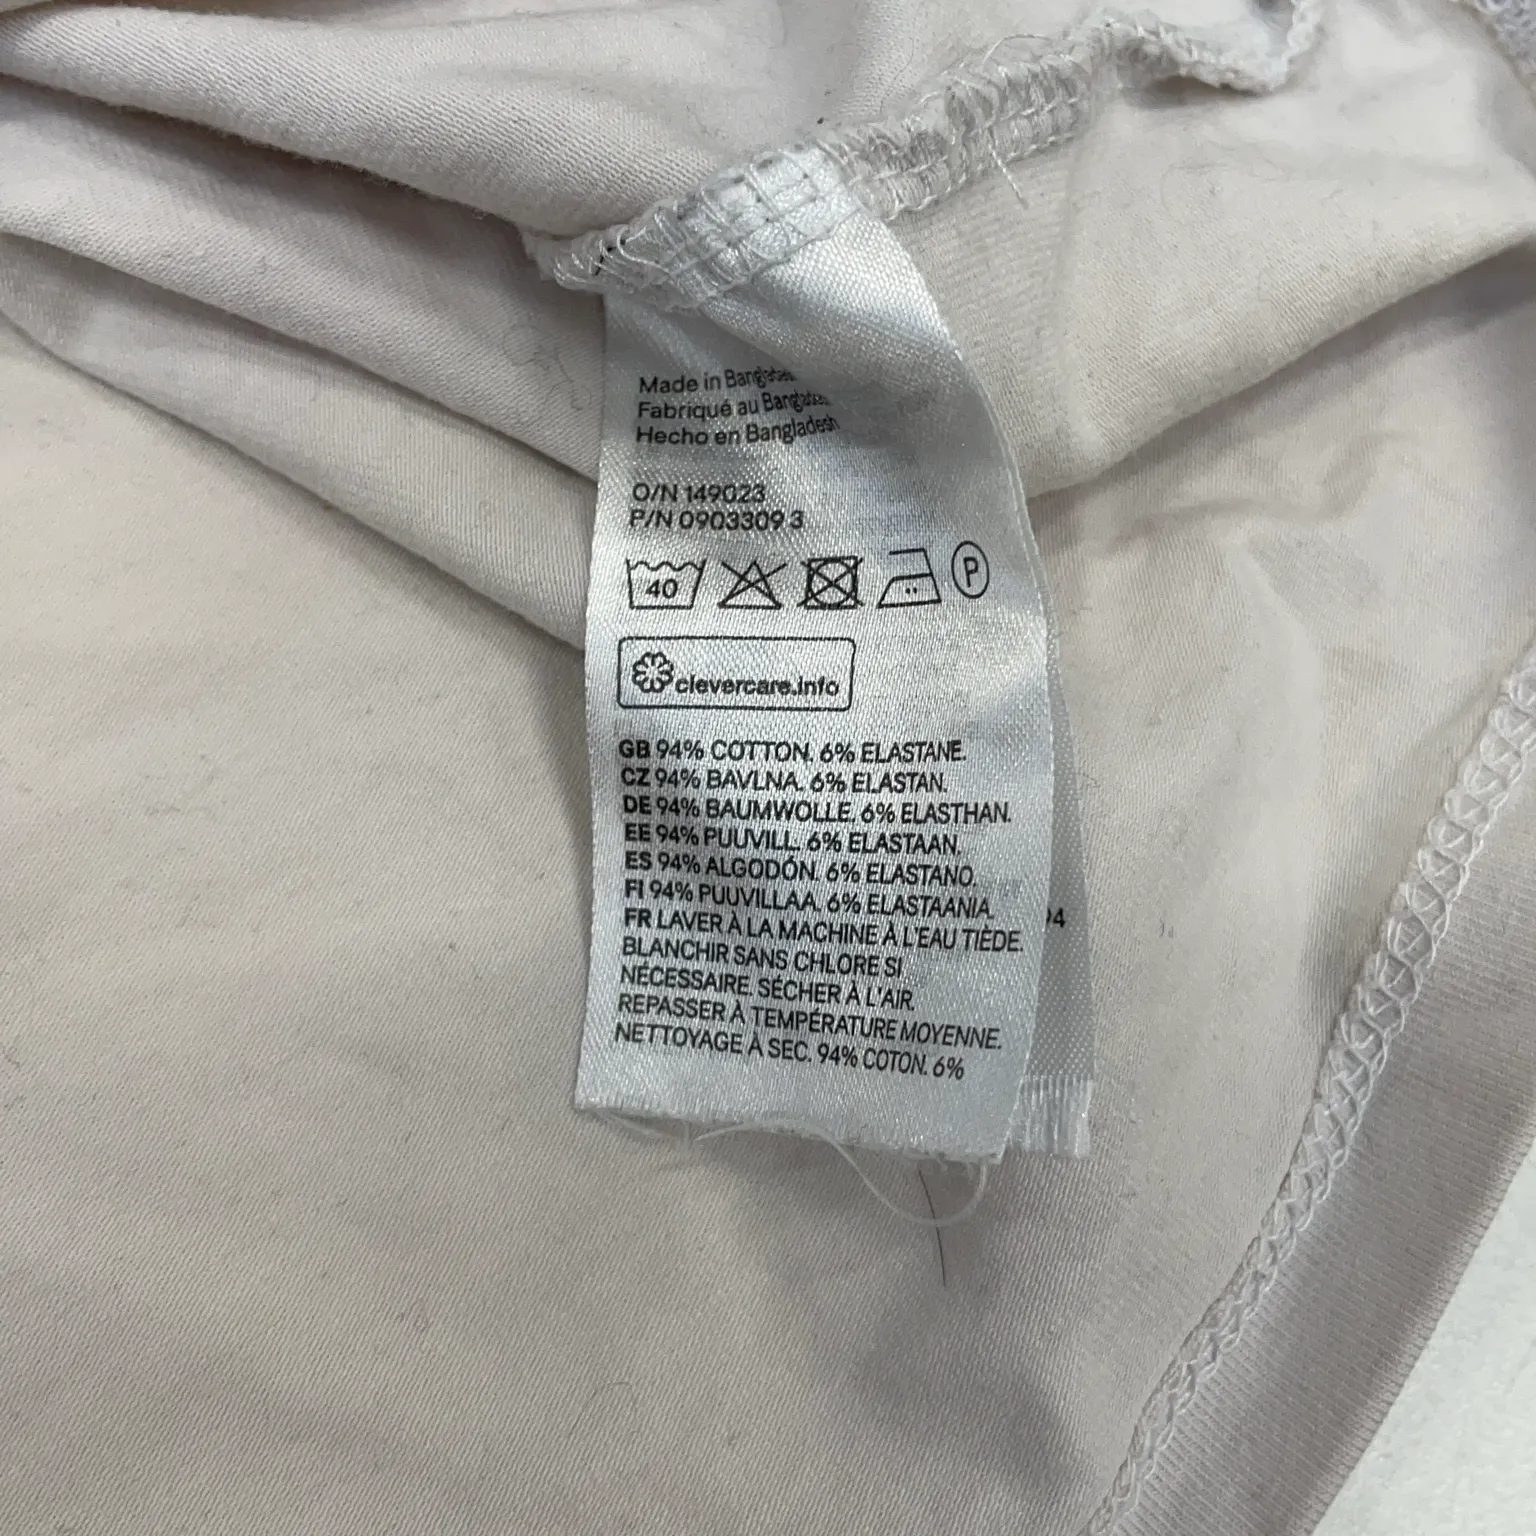 Made in Bangladesh
Fabriqué au Bangladesh
Hecho en Bangladesh
O/N 149023
P/N 0903309 3
40
P
clevercare.info
GB 94% COTTON. 6% ELASTANE.
CZ 94% BAVLNA. 6% ELASTAN.
DE 94% BAUMWOLLE. 6% ELASTHAN.
EE 94% PUUVILL. 6% ELASTAAN.
ES 94% ALGODÓN. 6% ELASTANO.
FI 94% PUUVILLAA. 6% ELASTAANIA.
FR LAVER À LA MACHINE À L'EAU TIÈDE.
BLANCHIR SANS CHLORE SI
NÉCESSAIRE. SÉCHER À L'AIR.
REPASSER À TEMPÉRATURE MOYENNE.
NETTOYAGE À SEC. 94% COTON. 6%